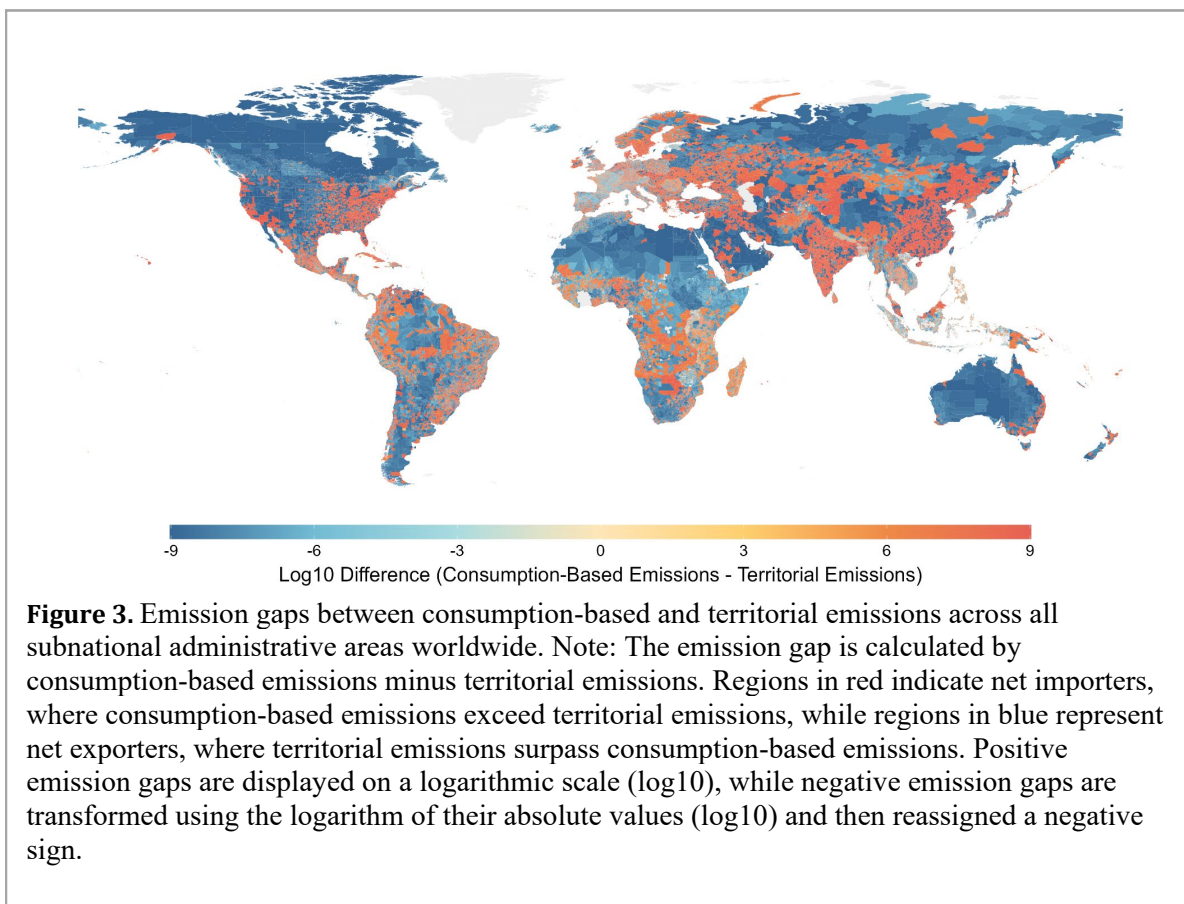 -9 -6 -3 0 3 6 9
Log10 Difference (Consumption-Based Emissions - Territorial Emissions)
Figure 3. Emission gaps between consumption-based and territorial emissions across all
subnational administrative areas worldwide. Note: The emission gap is calculated by
consumption-based emissions minus territorial emissions. Regions in red indicate net importers,
where consumption-based emissions exceed territorial emissions, while regions in blue represent
net exporters, where territorial emissions surpass consumption-based emissions. Positive
emission gaps are displayed on a logarithmic scale (log10), while negative emission gaps are
transformed using the logarithm of their absolute values (log10) and then reassigned a negative
sign.